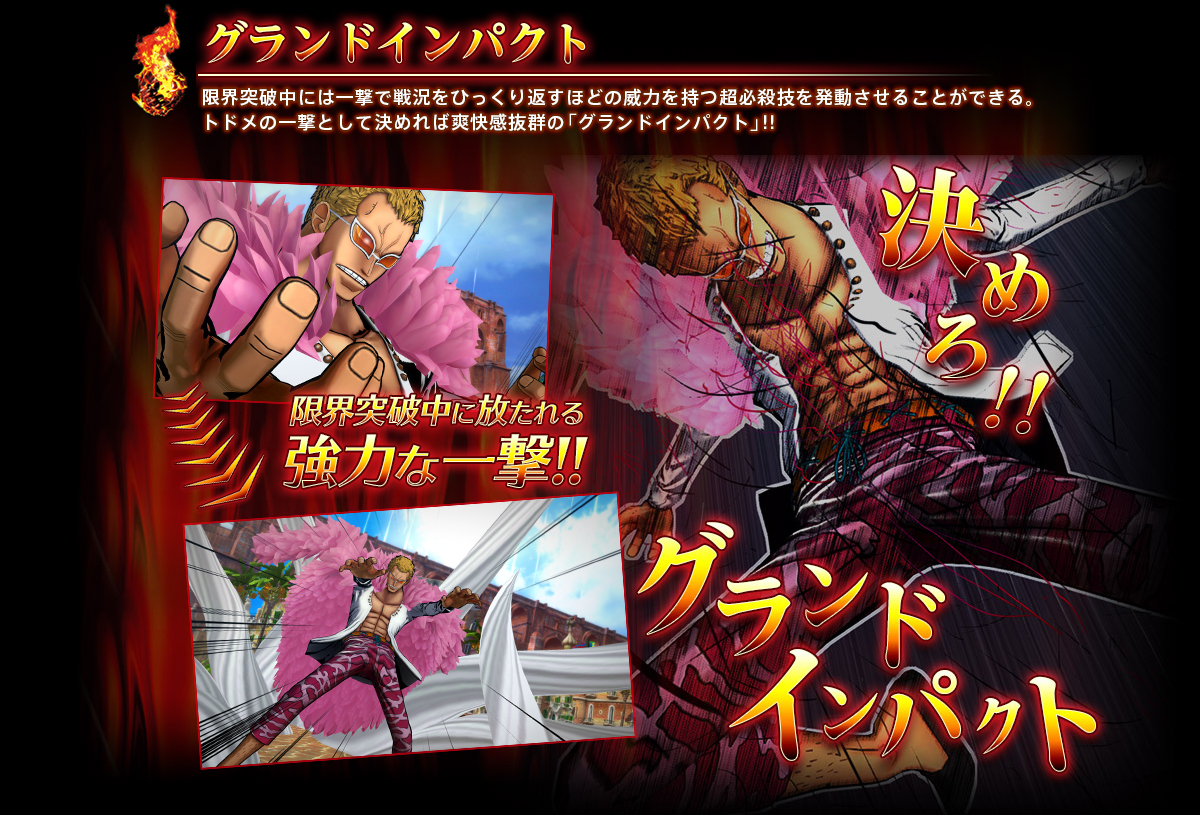 グランドインパクト
限界突破中には一撃で戦況をひっくり返すほどの威力を持つ超必殺技を発動させることができる。
トドメの一撃として決めれば爽快感抜群の「グランドインパクト」!!
限界突破中に放たれる
強力な一撃!!
決めろ!!
グランド
インパクト